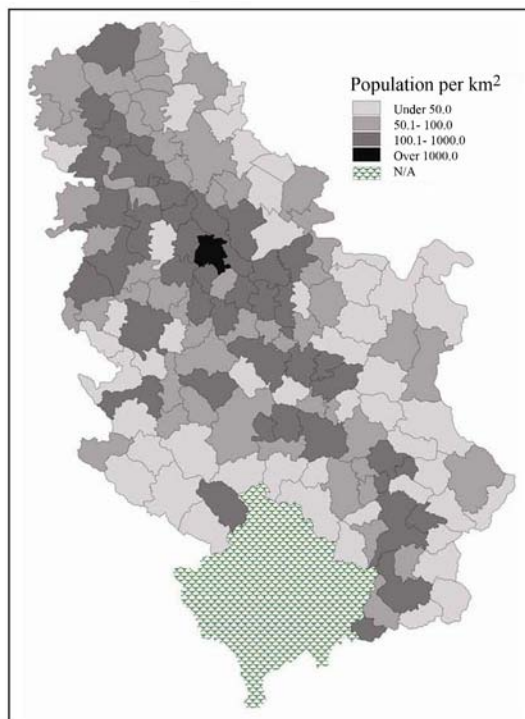 Population per km²
Under 50.0
50.1- 100.0
100.1- 1000.0
Over 1000.0
N/A